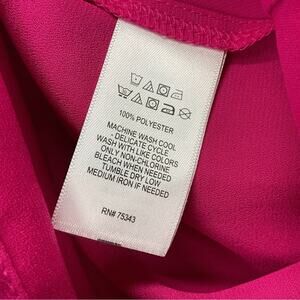 100% POLYESTER
MACHINE WASH COOL
- DELICATE CYCLE
WASH WITH LIKE COLORS
ONLY NON-CHLORINE
BLEACH WHEN NEEDED
TUMBLE DRY LOW
MEDIUM IRON IF NEEDED
RN# 75343